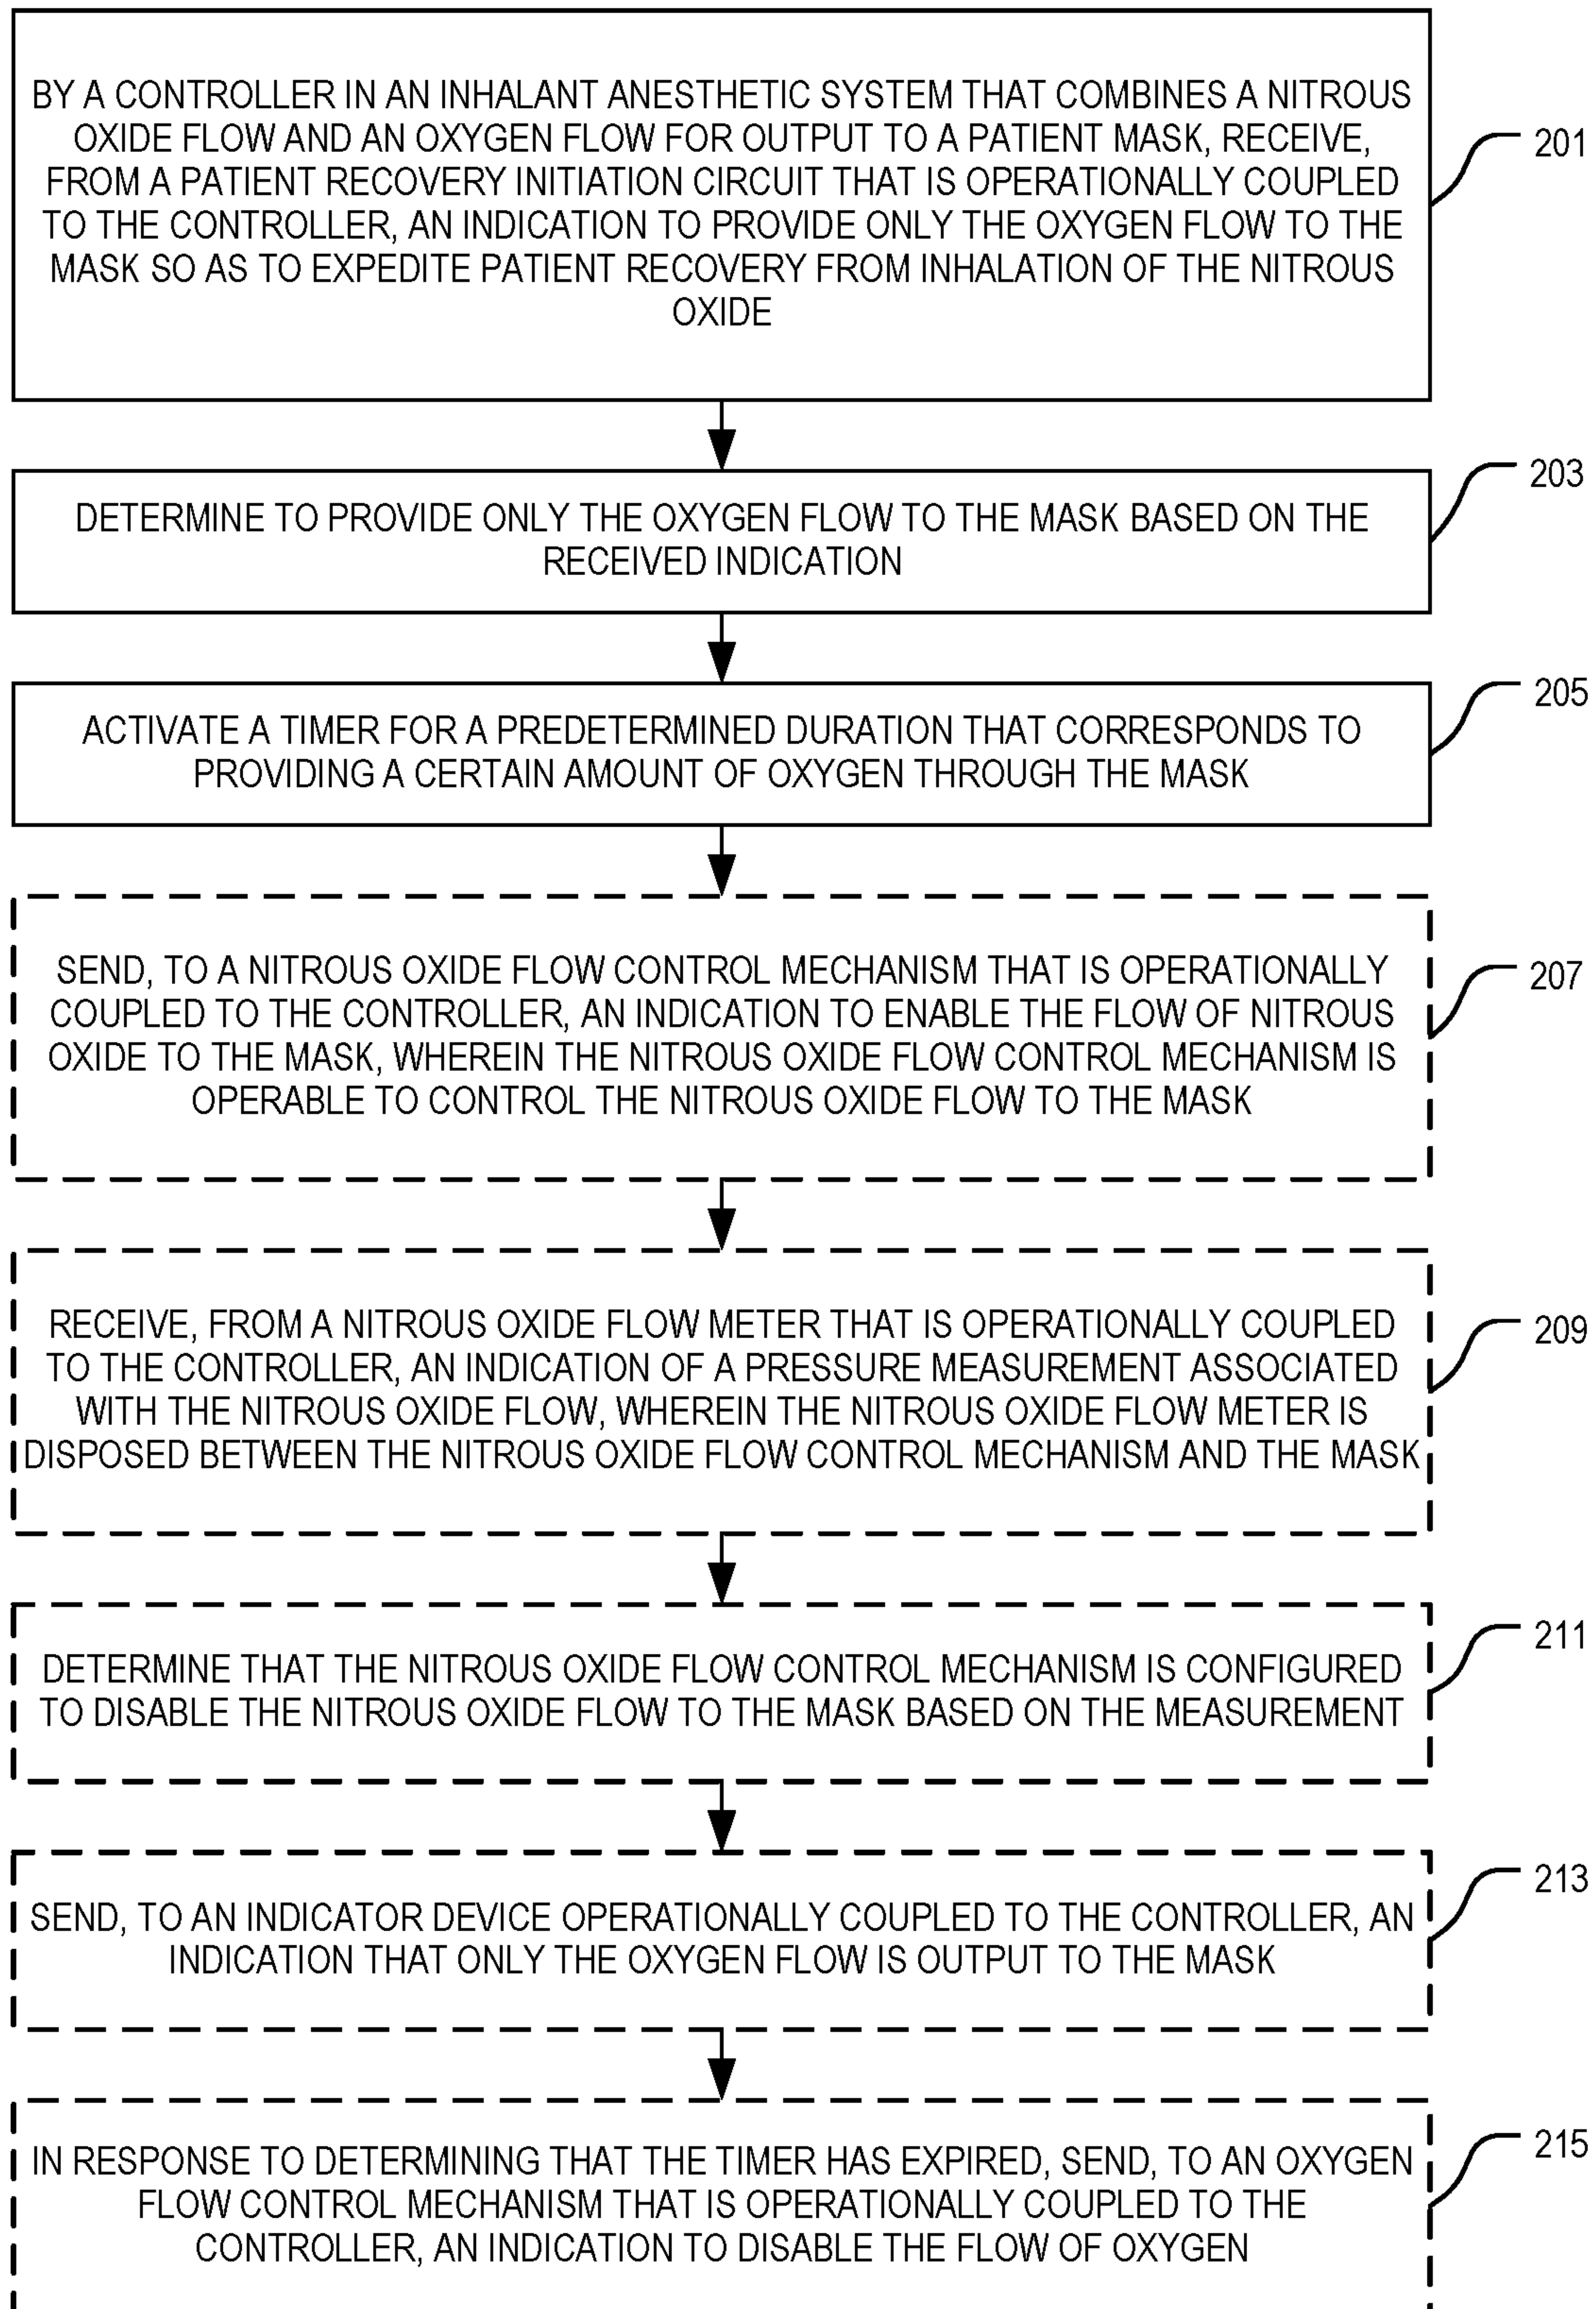 BY A CONTROLLER IN AN INHALANT ANESTHETIC SYSTEM THAT COMBINES A NITROUS
OXIDE FLOW AND AN OXYGEN FLOW FOR OUTPUT TO A PATIENT MASK, RECEIVE,
FROM A PATIENT RECOVERY INITIATION CIRCUIT THAT IS OPERATIONALLY COUPLED
TO THE CONTROLLER, AN INDICATION TO PROVIDE ONLY THE OXYGEN FLOW TO THE
MASK SO AS TO EXPEDITE PATIENT RECOVERY FROM INHALATION OF THE NITROUS
OXIDE
201
DETERMINE TO PROVIDE ONLY THE OXYGEN FLOW TO THE MASK BASED ON THE
RECEIVED INDICATION
203
ACTIVATE A TIMER FOR A PREDETERMINED DURATION THAT CORRESPONDS TO
PROVIDING A CERTAIN AMOUNT OF OXYGEN THROUGH THE MASK
205
SEND, TO A NITROUS OXIDE FLOW CONTROL MECHANISM THAT IS OPERATIONALLY
COUPLED TO THE CONTROLLER, AN INDICATION TO ENABLE THE FLOW OF NITROUS
OXIDE TO THE MASK, WHEREIN THE NITROUS OXIDE FLOW CONTROL MECHANISM IS
OPERABLE TO CONTROL THE NITROUS OXIDE FLOW TO THE MASK
207
RECEIVE, FROM A NITROUS OXIDE FLOW METER THAT IS OPERATIONALLY COUPLED
TO THE CONTROLLER, AN INDICATION OF A PRESSURE MEASUREMENT ASSOCIATED
WITH THE NITROUS OXIDE FLOW, WHEREIN THE NITROUS OXIDE FLOW METER IS
DISPOSED BETWEEN THE NITROUS OXIDE FLOW CONTROL MECHANISM AND THE MASK
209
DETERMINE THAT THE NITROUS OXIDE FLOW CONTROL MECHANISM IS CONFIGURED
TO DISABLE THE NITROUS OXIDE FLOW TO THE MASK BASED ON THE MEASUREMENT
211
SEND, TO AN INDICATOR DEVICE OPERATIONALLY COUPLED TO THE CONTROLLER, AN
INDICATION THAT ONLY THE OXYGEN FLOW IS OUTPUT TO THE MASK
213
IN RESPONSE TO DETERMINING THAT THE TIMER HAS EXPIRED, SEND, TO AN OXYGEN
FLOW CONTROL MECHANISM THAT IS OPERATIONALLY COUPLED TO THE
CONTROLLER, AN INDICATION TO DISABLE THE FLOW OF OXYGEN
215